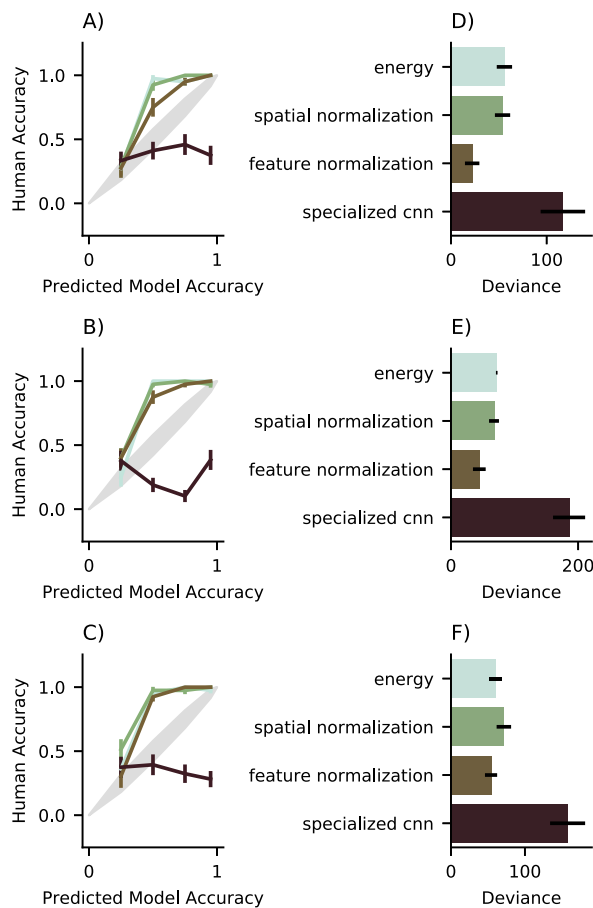 A)
Human Accuracy
1.0
0.5
0.0
0
1
Predicted Model Accuracy
D)
energy
spatial normalization
feature normalization
specialized cnn
0
100
Deviance
B)
Human Accuracy
1.0
0.5
0.0
0
1
Predicted Model Accuracy
E)
energy
spatial normalization
feature normalization
specialized cnn
0
200
Deviance
C)
Human Accuracy
1.0
0.5
0.0
0
1
Predicted Model Accuracy
F)
energy
spatial normalization
feature normalization
specialized cnn
0
100
Deviance